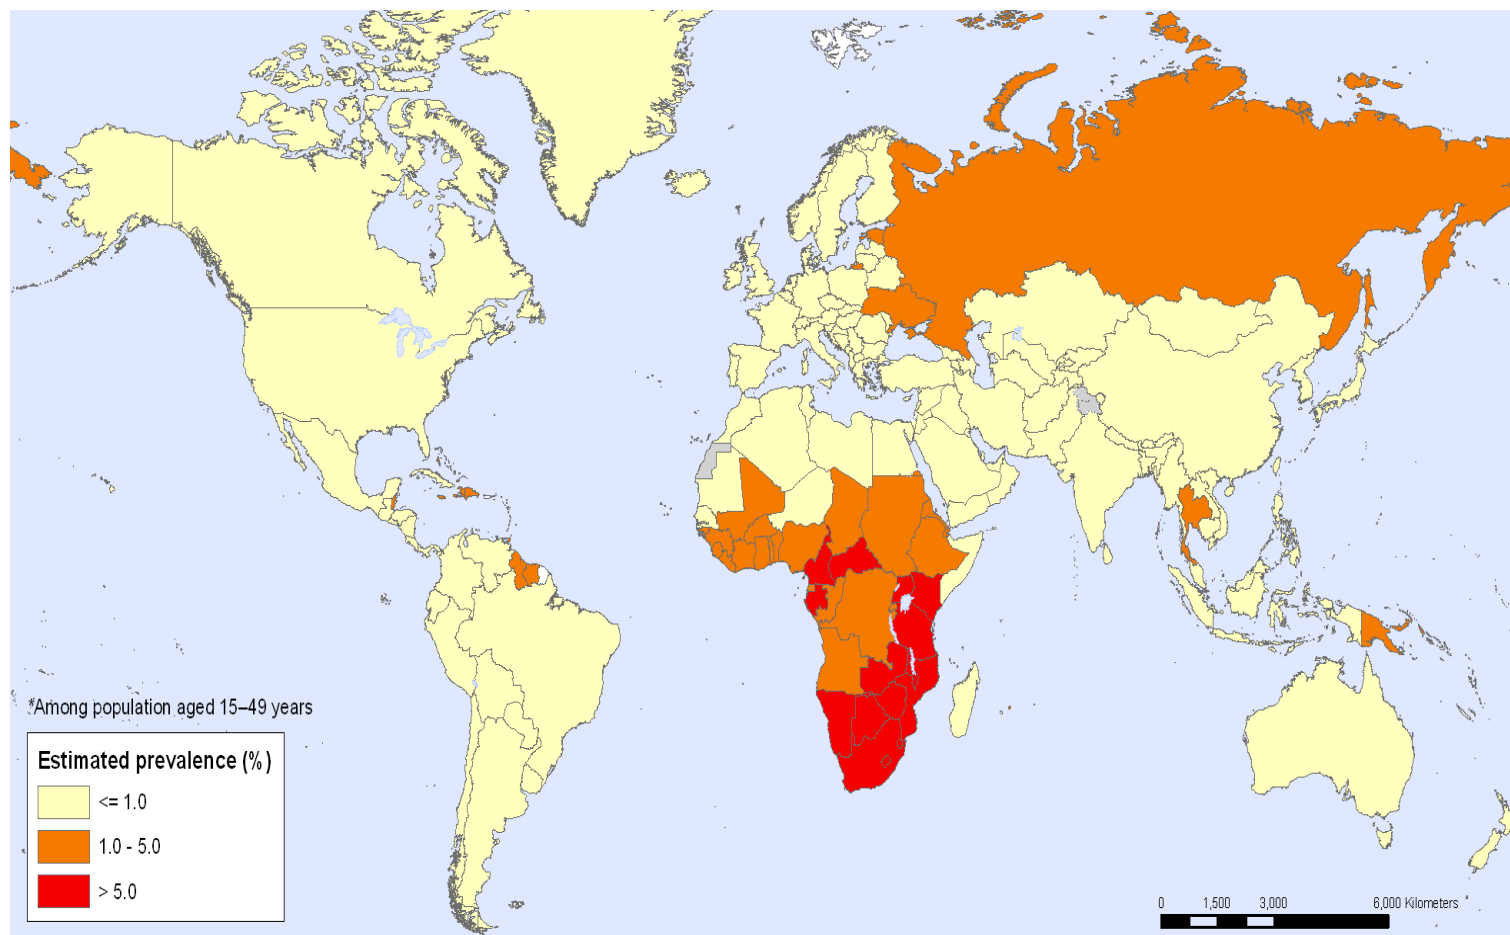 *Among population aged 15–49 years
Estimated prevalence (%)
<= 1.0
1.0 - 5.0
> 5.0
0 1,500 3,000 6,000 Kilometers